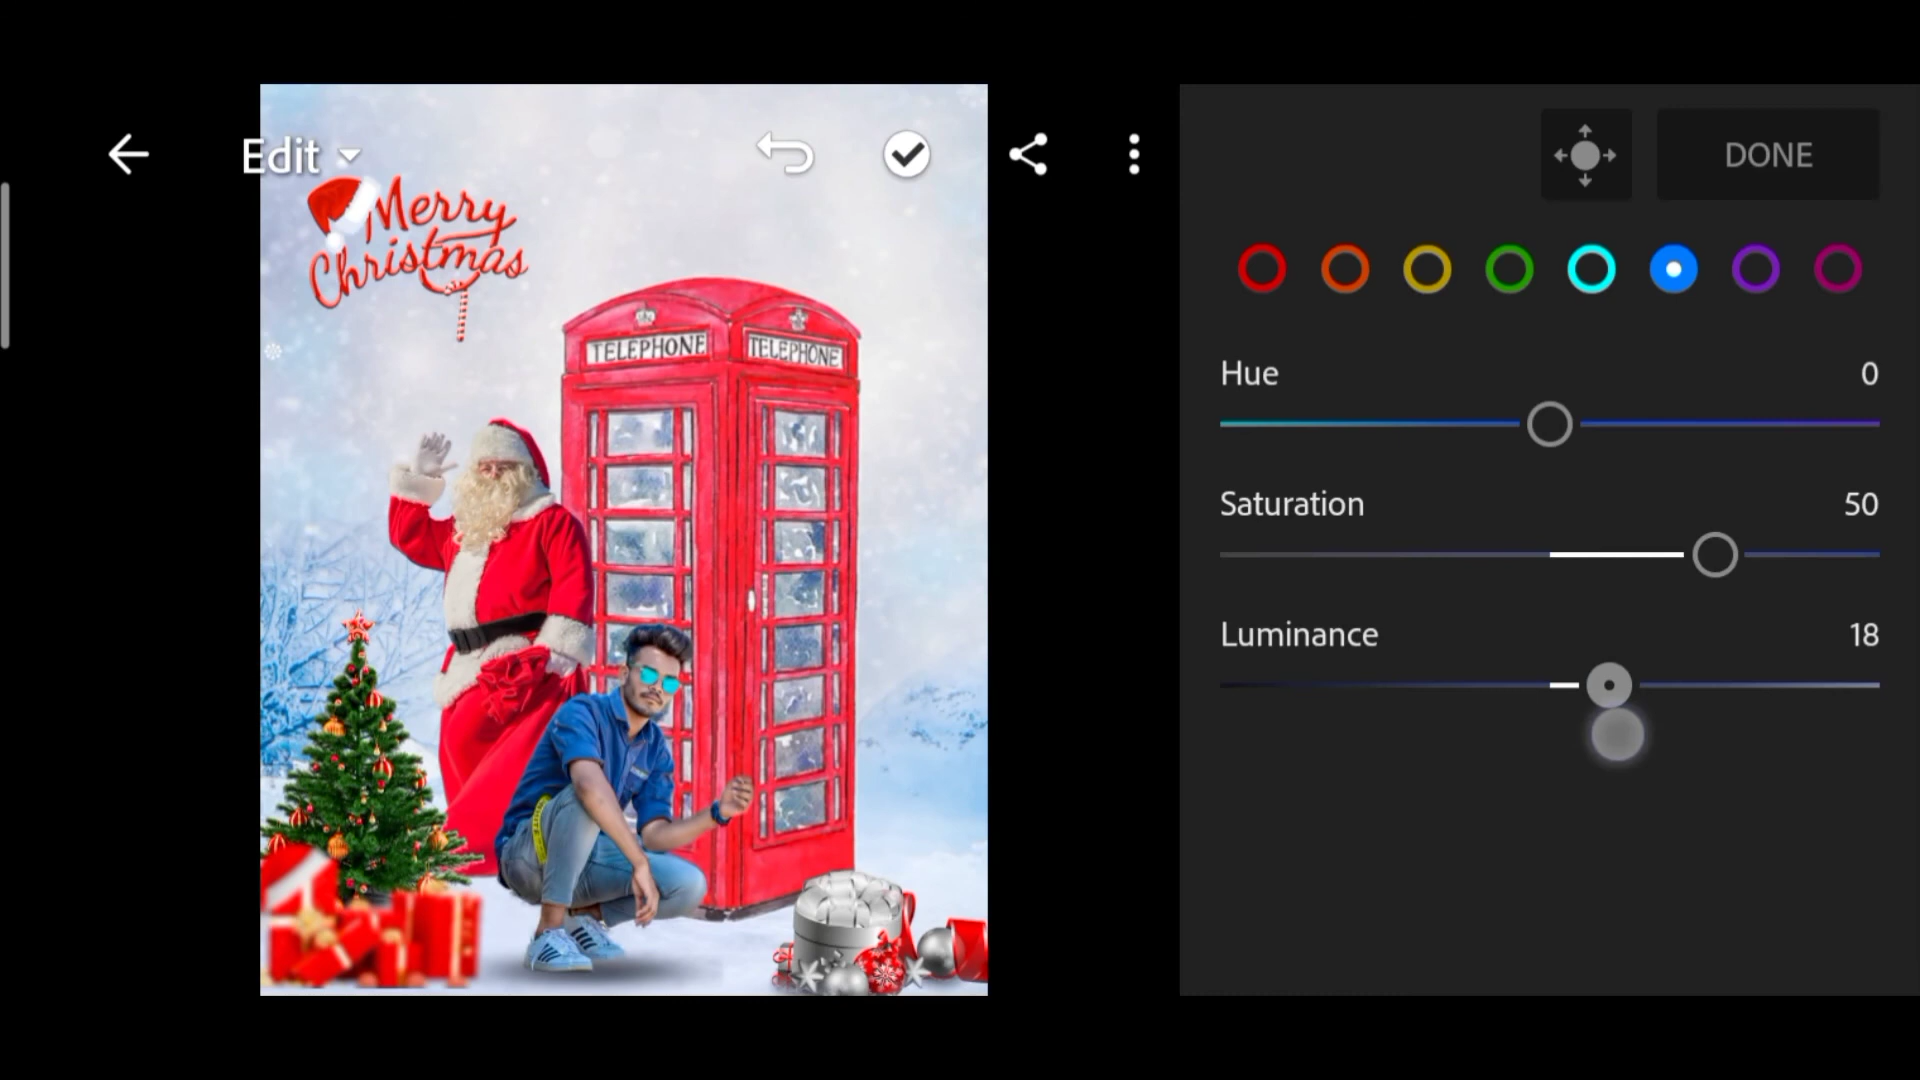 Edit
DONE
Merry
Christmas
TELEPHONE
TELEPHONE
Hue
0
Saturation
50
Luminance
18